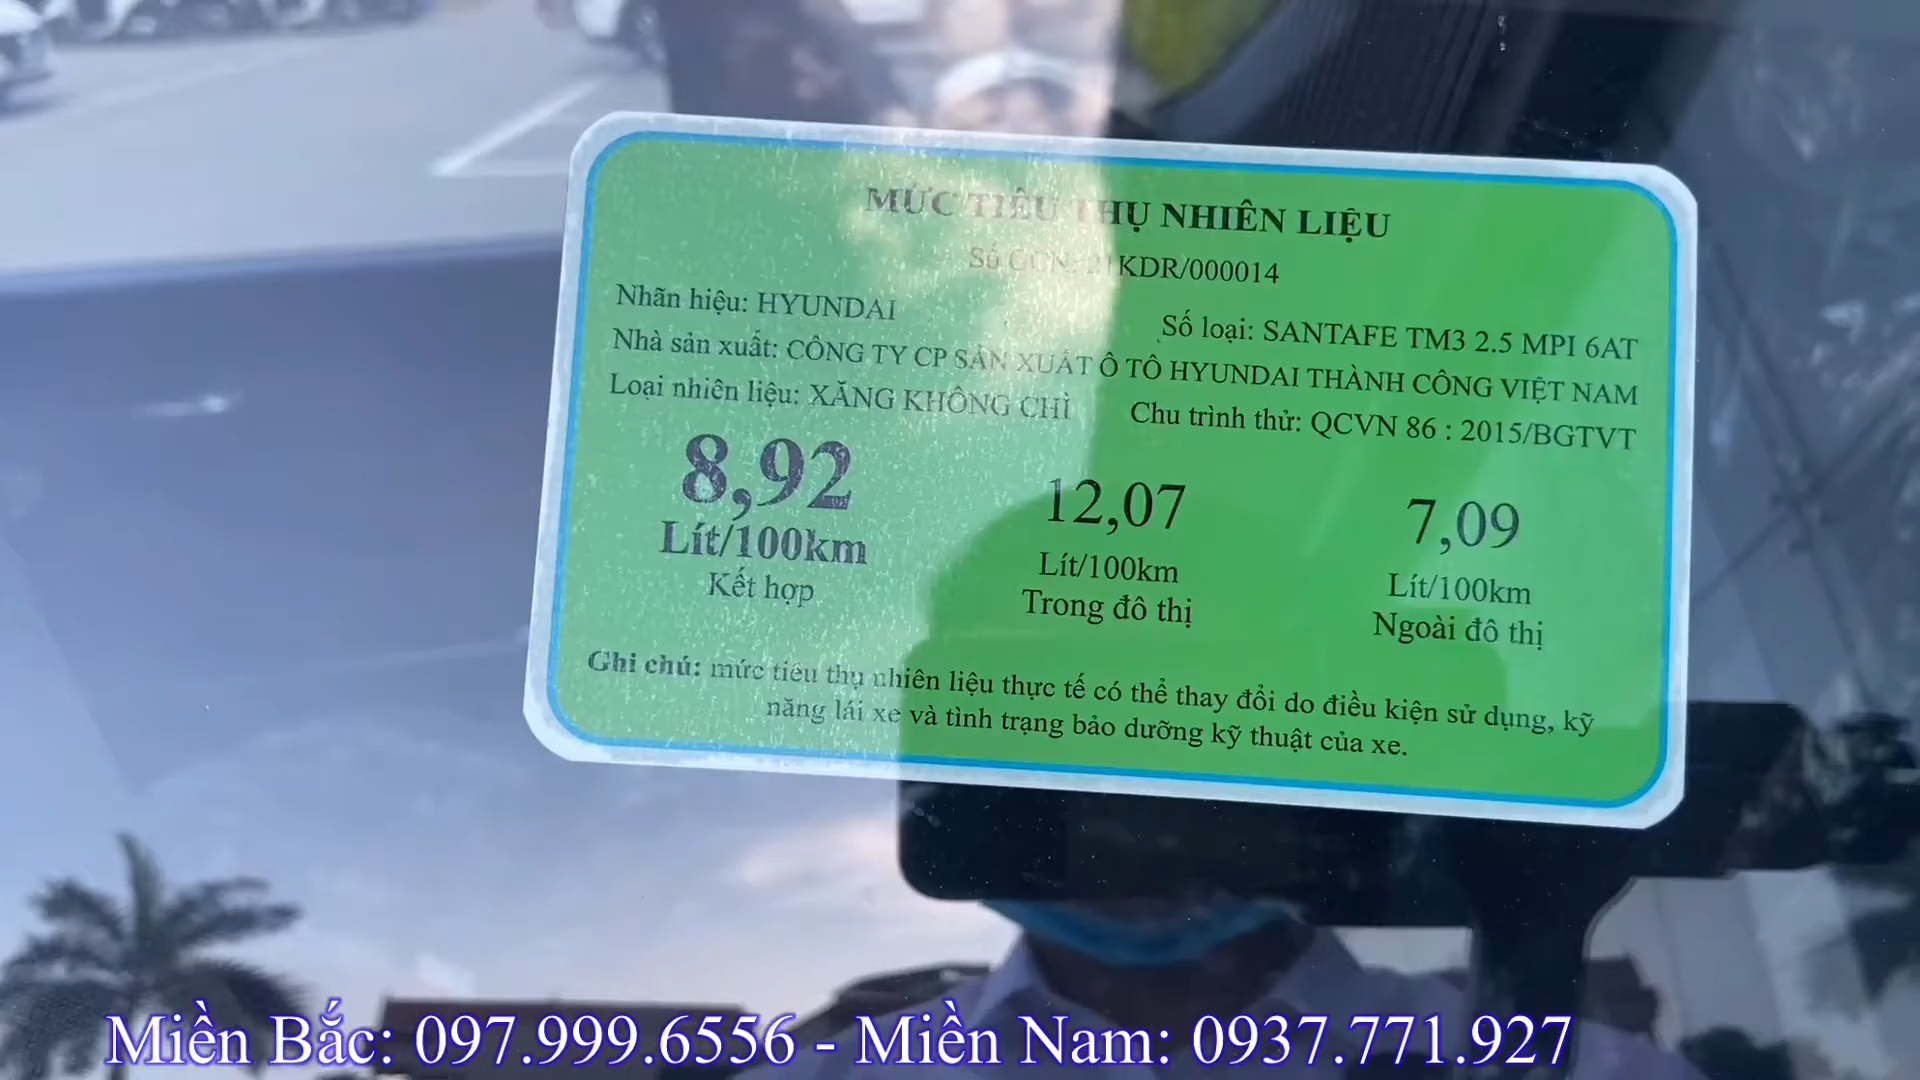 MỨC TIÊU THỤ NHIÊN LIỆU
Số GCN: 21KDR/000014
Nhãn hiệu: HYUNDAI
Số loại: SANTAFE TM3 2.5 MPI 6AT
Nhà sản xuất: CÔNG TY CP SẢN XUẤT Ô TÔ HYUNDAI THÀNH CÔNG VIỆT NAM
Loại nhiên liệu: XĂNG KHÔNG CHÌ
Chu trình thử: QCVN 86 : 2015/BGTVT
8,92
Lít/100km
Kết hợp
12,07
Lít/100km
Trong đô thị
7,09
Lít/100km
Ngoài đô thị
Ghi chú: mức tiêu thụ nhiên liệu thực tế có thể thay đổi do điều kiện sử dụng, kỹ
năng lái xe và tình trạng bảo dưỡng kỹ thuật của xe.
Miền Bắc: 097.999.6556 - Miền Nam: 0937.771.927